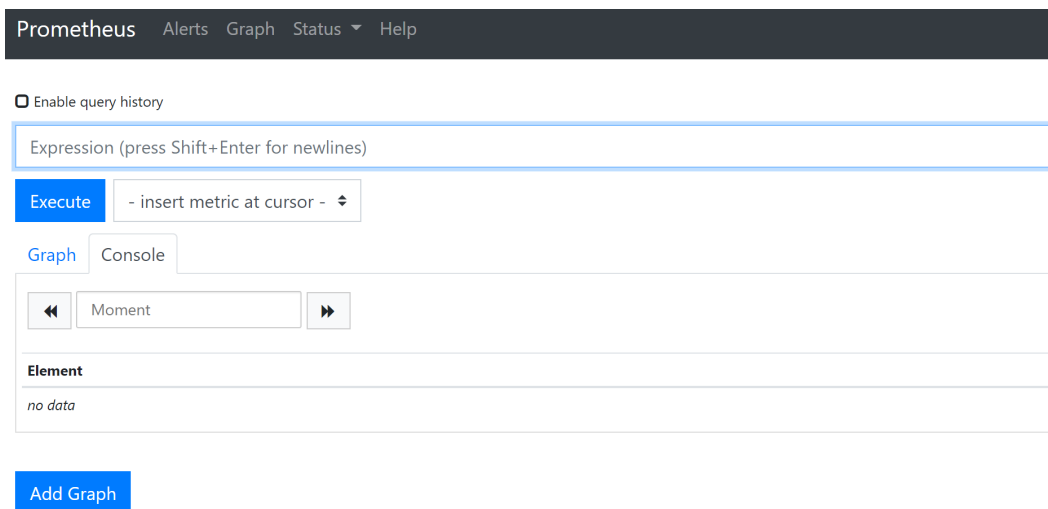 Prometheus Alerts Graph Status Help
Enable query history
Expression (press Shift+Enter for newlines)
Execute - insert metric at cursor -
Graph Console
Moment
Element
no data
Add Graph